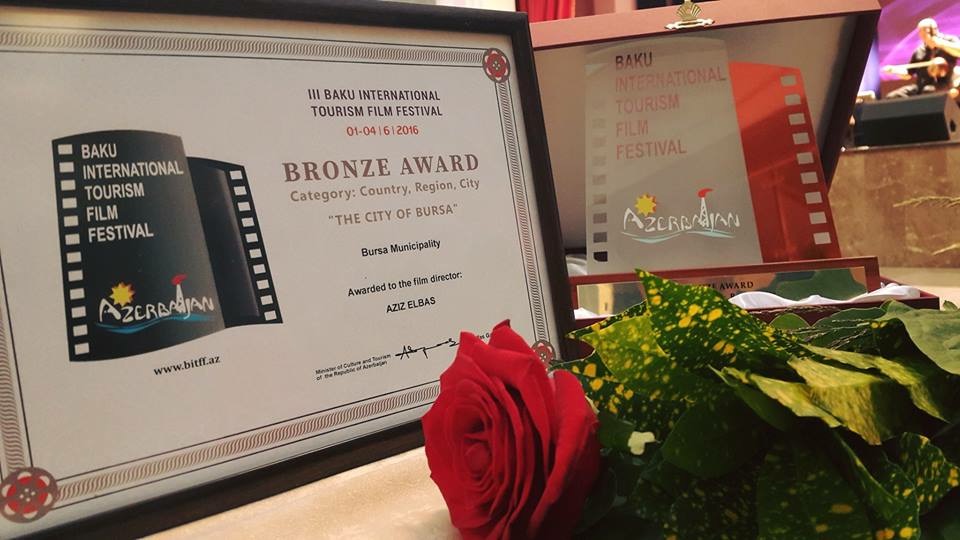 III BAKU INTERNATIONAL
TOURISM FILM FESTIVAL
01-04 | 6 | 2016
BRONZE AWARD
Category: Country, Region, City
"THE CITY OF BURSA"
Bursa Municipality
Awarded to the film director:
AZIZ ELBAS
Minister of Culture and Tourism
of the Republic of Azerbaijan
BAKU
INTERNATIONAL
TOURISM
FILM
FESTIVAL
AZERBAIJAN
www.bitff.az
BAKU
INTERNATIONAL
TOURISM
FILM
FESTIVAL
AZERBAIJAN
AWARD